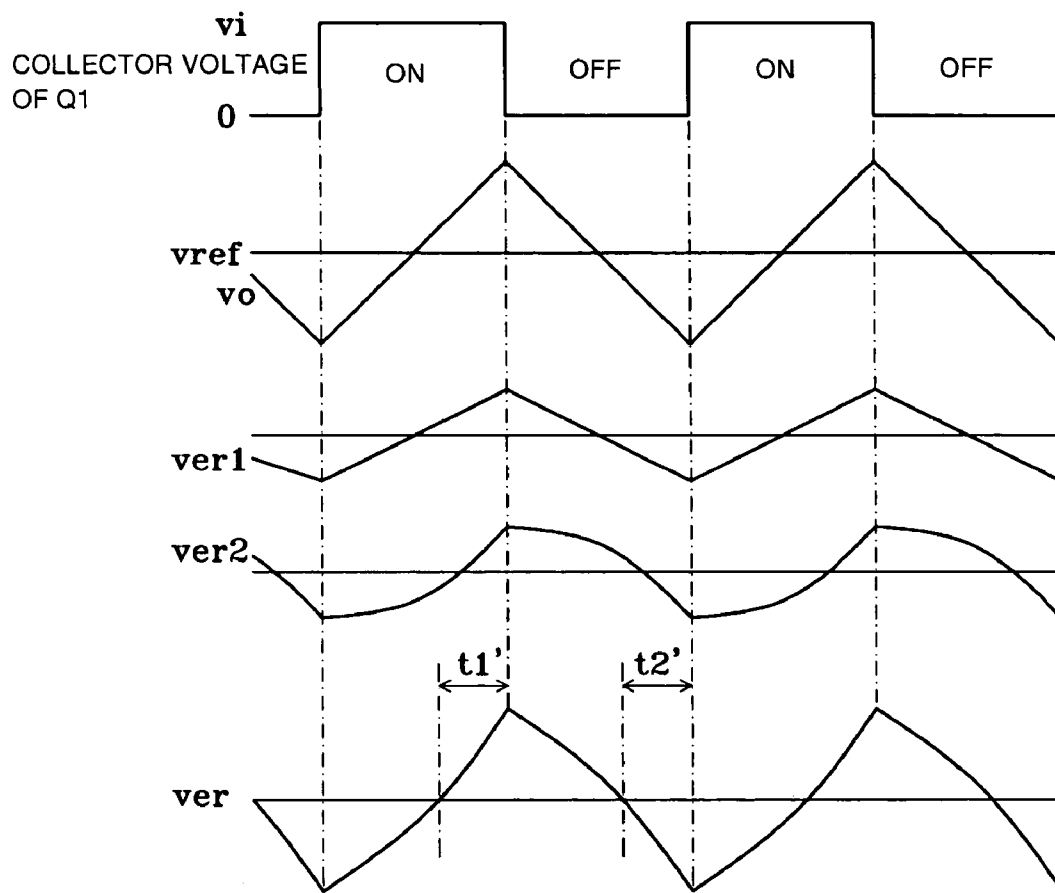 vi
COLLECTOR VOLTAGE
OF Q1
ON
OFF
ON
OFF
0
vref
vo
ver1
ver2
t1'
t2'
ver